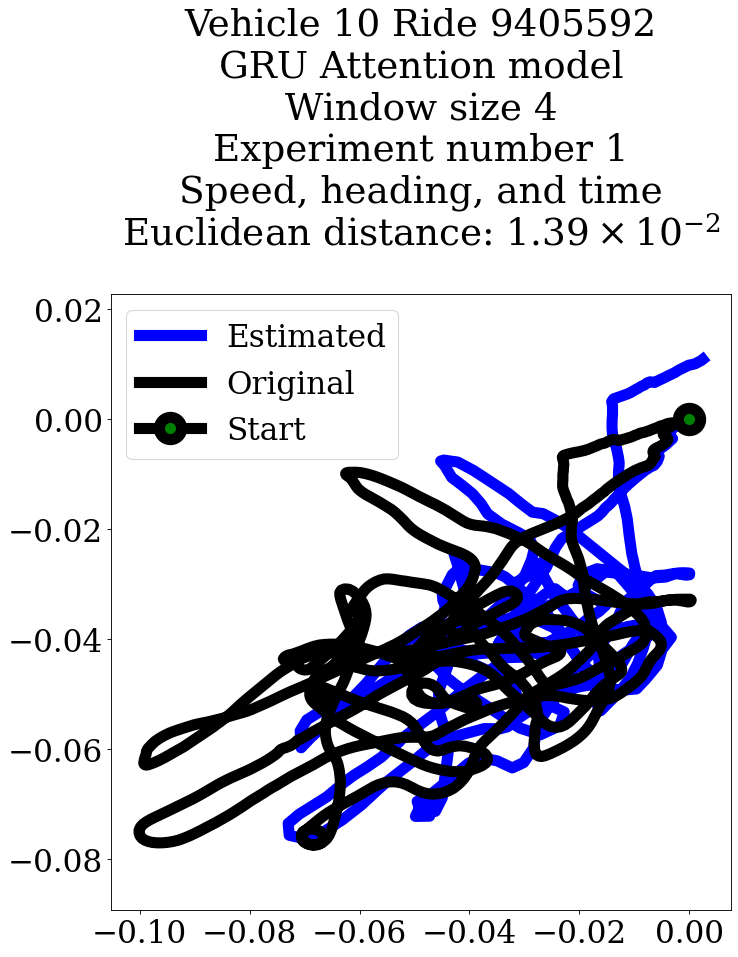 Vehicle 10 Ride 9405592
GRU Attention model
Window size 4
Experiment number 1
Speed, heading, and time
Euclidean distance: 1.39 × 10⁻²
Estimated
Original
Start
0.02
0.00
−0.02
−0.04
−0.06
−0.08
−0.10 −0.08 −0.06 −0.04 −0.02 0.00